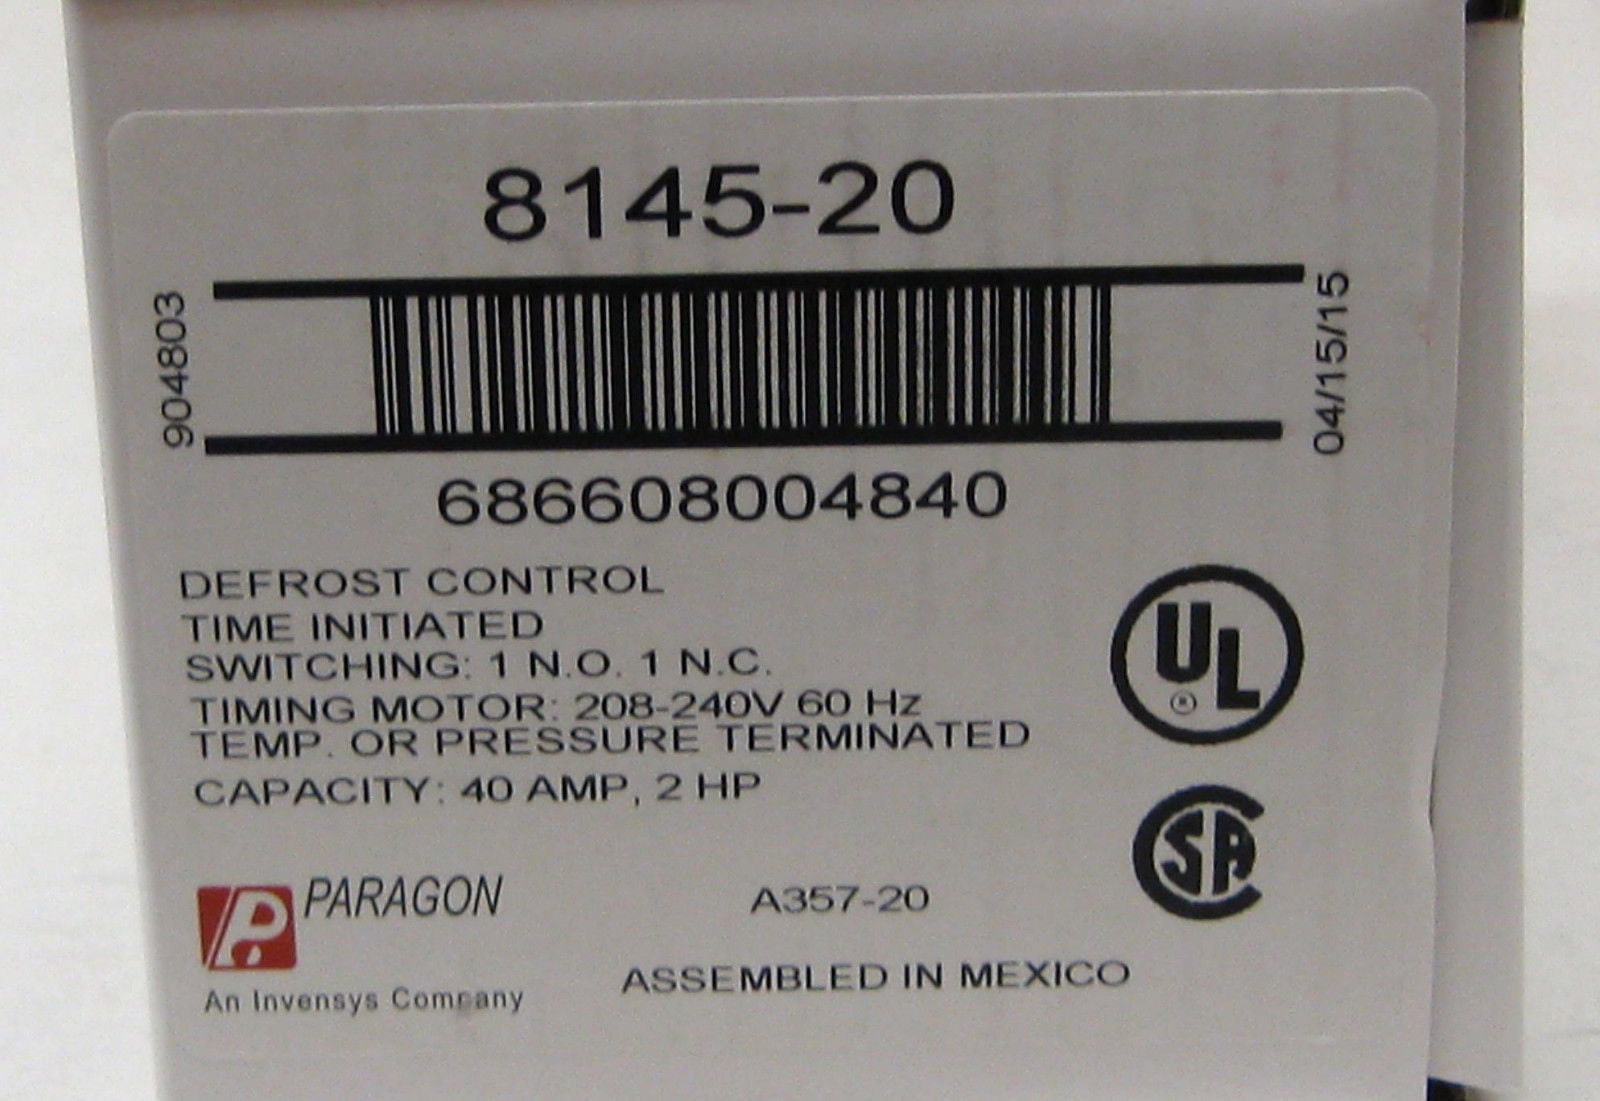 8145-20
904803
04/15/15
686608004840
DEFROST CONTROL
TIME INITIATED
SWITCHING: 1 N.O. 1 N.C.
TIMING MOTOR: 208-240V 60 Hz
TEMP. OR PRESSURE TERMINATED
CAPACITY: 40 AMP, 2 HP
UL
®
SA
P PARAGON
A357-20
An Invensys Company
ASSEMBLED IN MEXICO